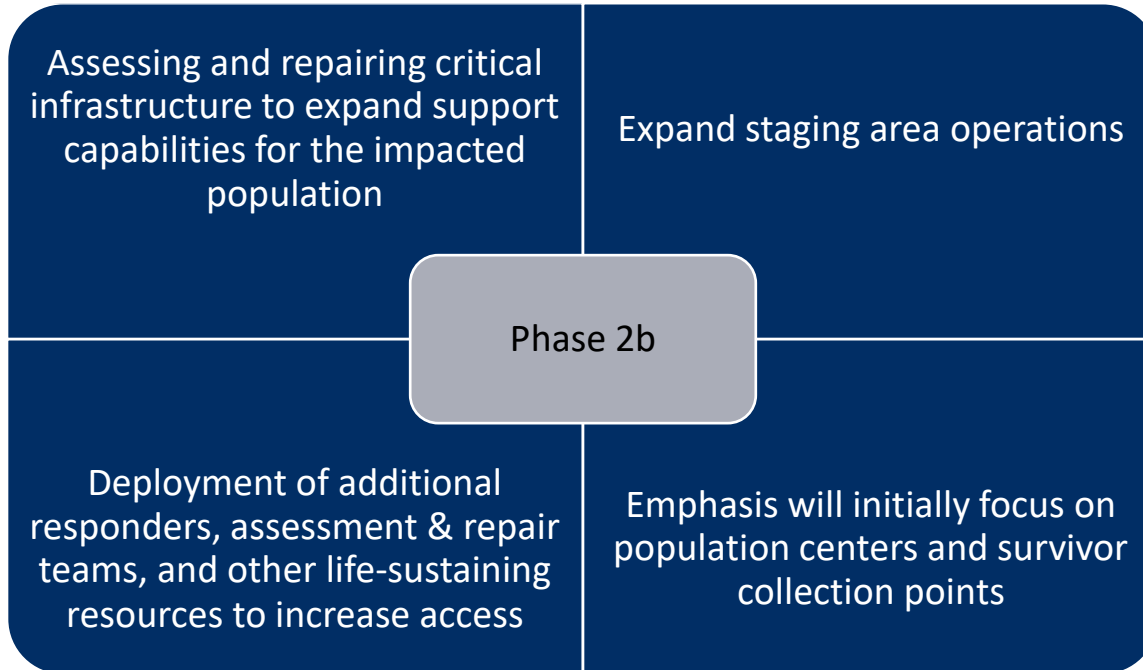 Assessing and repairing critical
infrastructure to expand support
capabilities for the impacted
population
Expand staging area operations
Phase 2b
Deployment of additional
responders, assessment & repair
teams, and other life-sustaining
resources to increase access
Emphasis will initially focus on
population centers and survivor
collection points